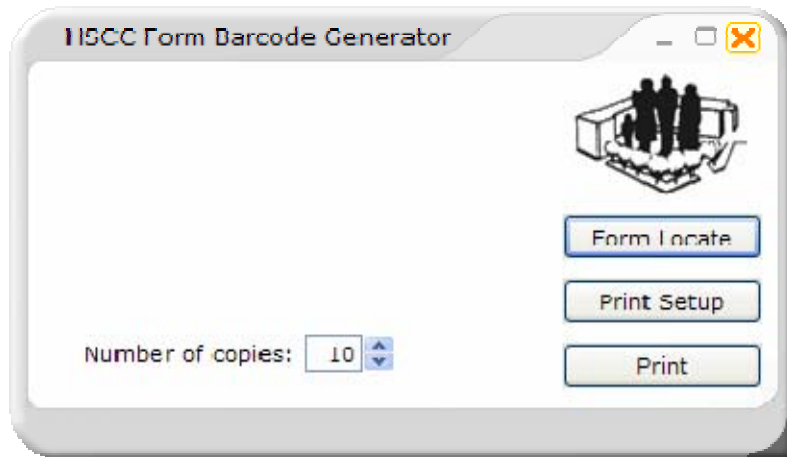 HSCC Form Barcode Generator
Form Locate
Print Setup
Number of copies: 10
Print